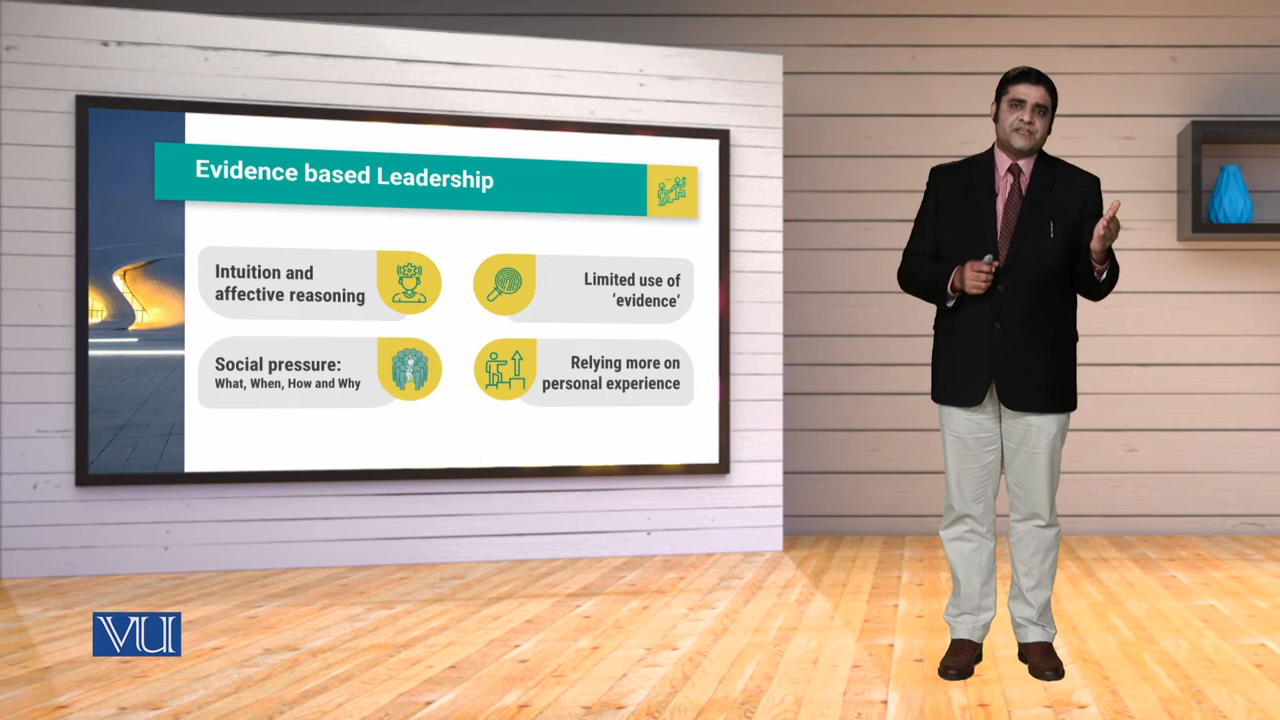 Evidence based Leadership
Intuition and
affective reasoning
Limited use of
‘evidence’
Social pressure:
What, When, How and Why
Relying more on
personal experience
VU